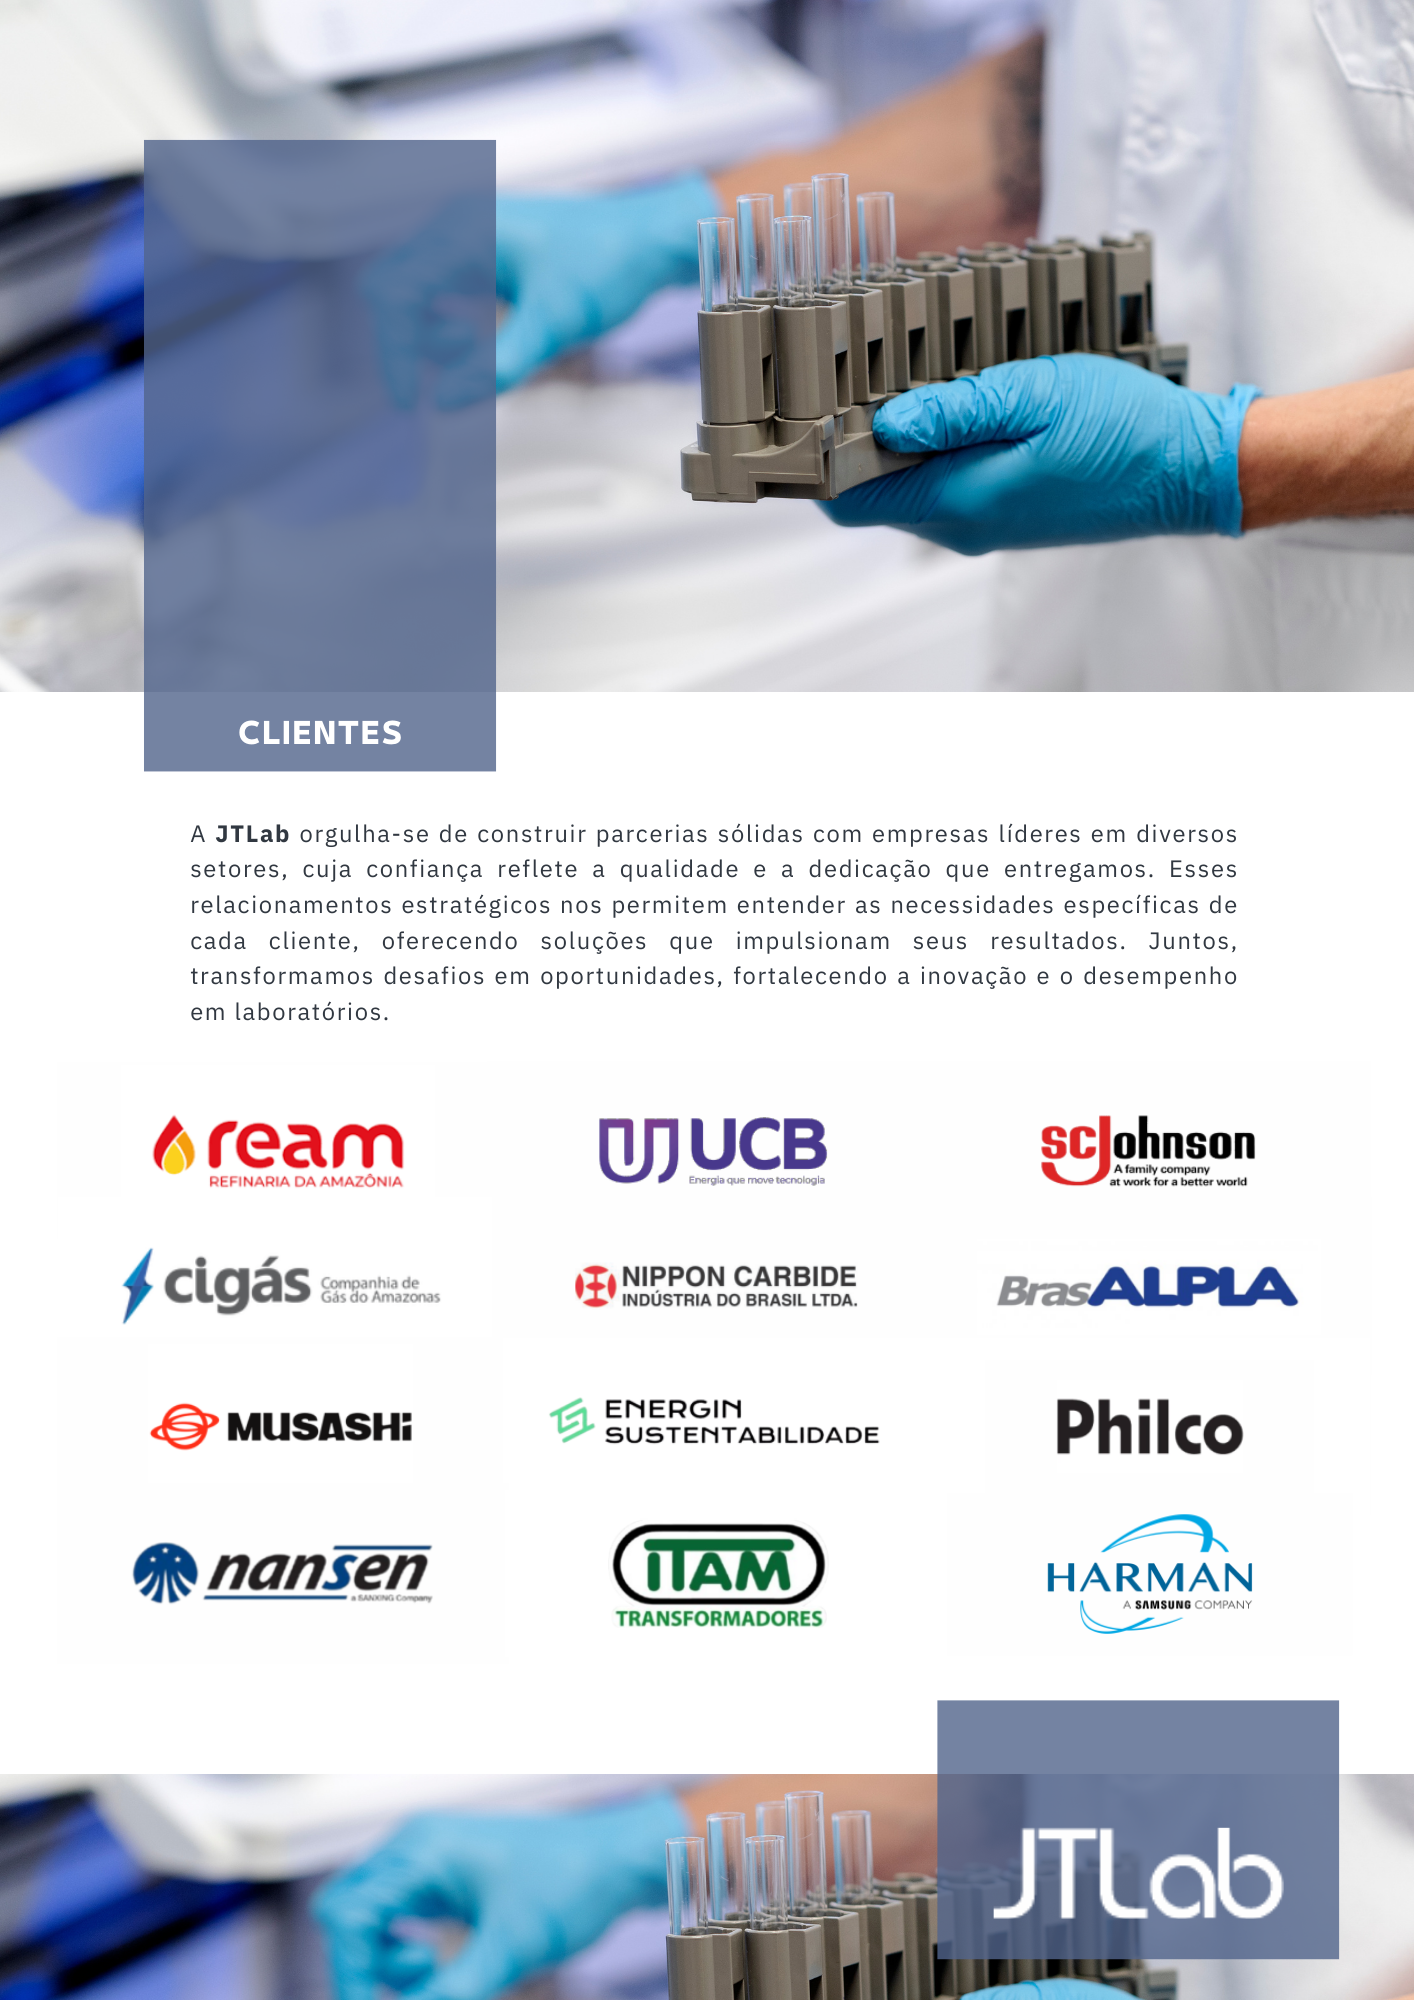 CLIENTES
A JTLab orgulha-se de construir parcerias sólidas com empresas líderes em diversos
setores, cuja confiança reflete a qualidade e a dedicação que entregamos. Esses
relacionamentos estratégicos nos permitem entender as necessidades específicas de
cada cliente, oferecendo soluções que impulsionam seus resultados. Juntos,
transformamos desafios em oportunidades, fortalecendo a inovação e o desempenho
em laboratórios.
ream
REFINARIA DA AMAZÔNIA
UCB
Energia que move tecnologia
SC Johnson
A family company
at work for a better world
cigás
Companhia de
Gás do Amazonas
NIPPON CARBIDE
INDÚSTRIA DO BRASIL LTDA.
BrasALPLA
MUSASHi
ENERGIN
SUSTENTABILIDADE
Philco
nansen
a SANXING Company
iTAM
TRANSFORMADORES
HARMAN
A SAMSUNG COMPANY
JTLab